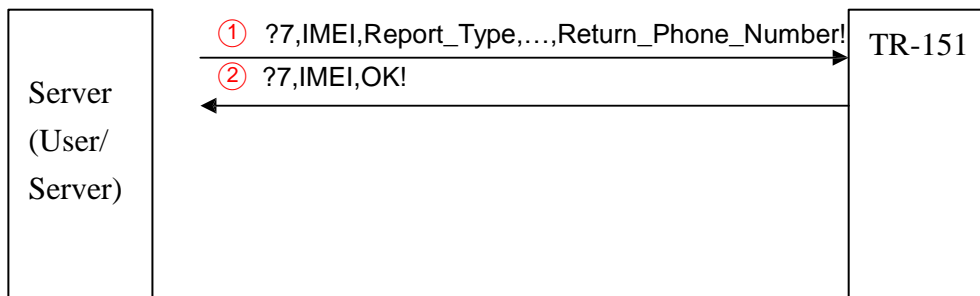 ① ?7,IMEI,Report_Type,…,Return_Phone_Number!
TR-151
② ?7,IMEI,OK!
Server
(User/
Server)